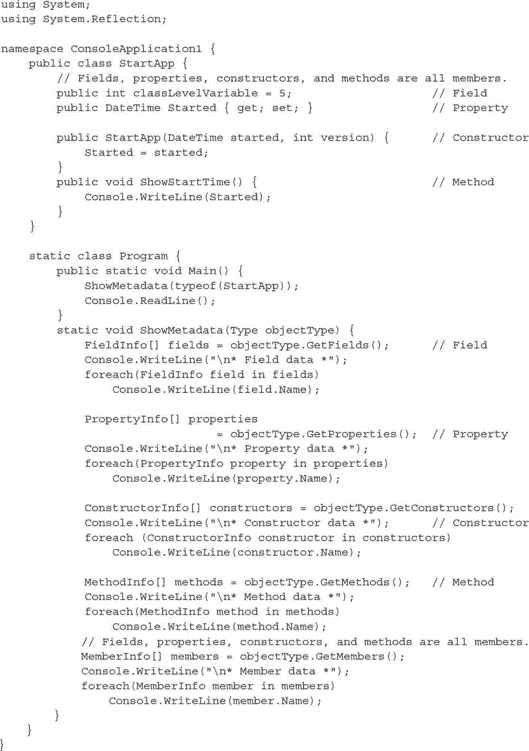 using System;
using System.Reflection;

namespace ConsoleApplication1 {
    public class StartApp {
        // Fields, properties, constructors, and methods are all members.
        public int classLevelVariable = 5;                    // Field
        public DateTime Started { get; set; }                 // Property

        public StartApp(DateTime started, int version) {      // Constructor
            Started = started;
        }
        public void ShowStartTime() {                         // Method
            Console.WriteLine(Started);
        }
    }

    static class Program {
        public static void Main() {
            ShowMetadata(typeof(StartApp));
            Console.ReadLine();
        }
        static void ShowMetadata(Type objectType) {
            FieldInfo[] fields = objectType.GetFields();      // Field
            Console.WriteLine("\n* Field data *");
            foreach(FieldInfo field in fields)
                Console.WriteLine(field.Name);

            PropertyInfo[] properties
                               = objectType.GetProperties();  // Property
            Console.WriteLine("\n* Property data *");
            foreach(PropertyInfo property in properties)
                Console.WriteLine(property.Name);

            ConstructorInfo[] constructors = objectType.GetConstructors();
            Console.WriteLine("\n* Constructor data *");      // Constructor
            foreach (ConstructorInfo constructor in constructors)
                Console.WriteLine(constructor.Name);

            MethodInfo[] methods = objectType.GetMethods();   // Method
            Console.WriteLine("\n* Method data *");
            foreach(MethodInfo method in methods)
                Console.WriteLine(method.Name);
            // Fields, properties, constructors, and methods are all members.
            MemberInfo[] members = objectType.GetMembers();
            Console.WriteLine("\n* Member data *");
            foreach(MemberInfo member in members)
                Console.WriteLine(member.Name);
        }
    }
}